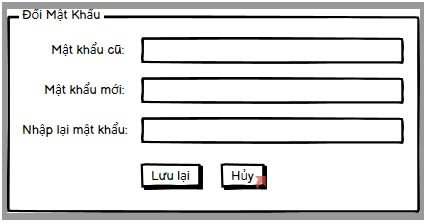 Đổi Mật Khẩu
Mật khẩu cũ:
Mật khẩu mới:
Nhập lại mật khẩu:
Lưu lại Hủy